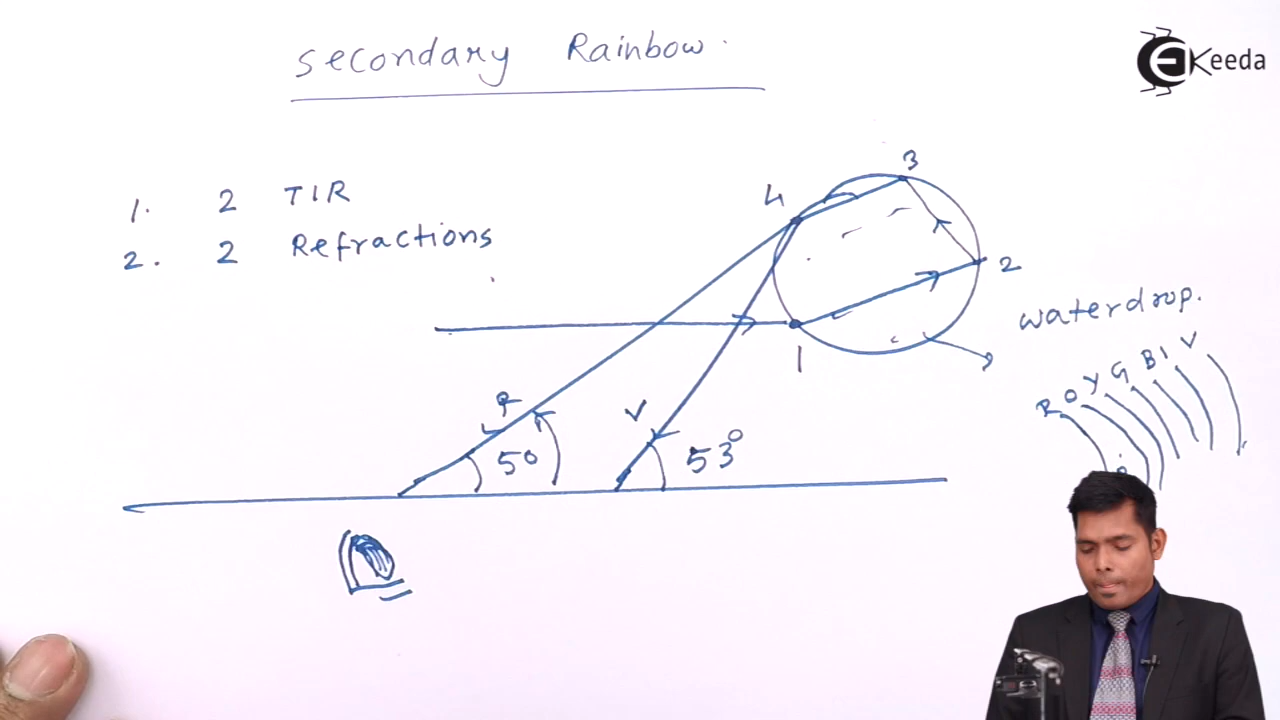 Secondary Rainbow.
EKeeda
1. 2 TIR
2. 2 Refractions
3
4
2
1
waterdrop.
R O Y G B I V
R
V
50
53°